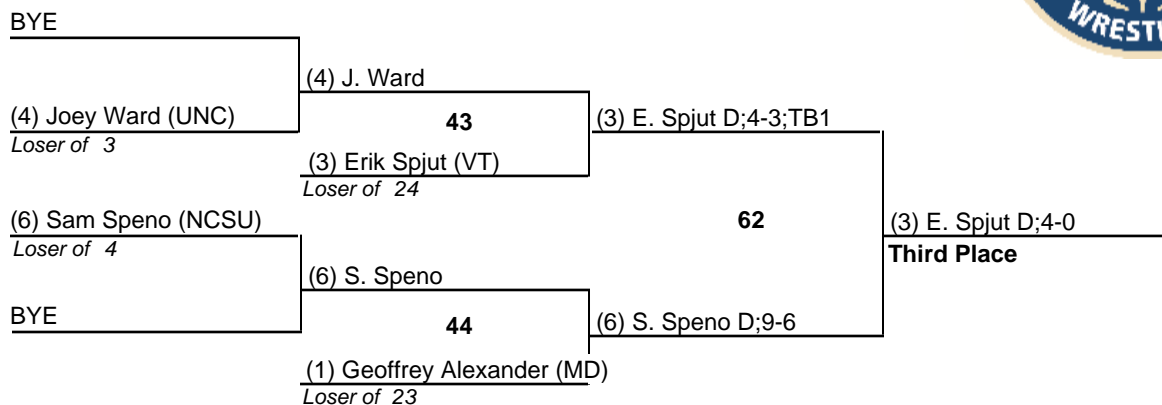 BYE
WREST
(4) J. Ward
(4) Joey Ward (UNC)
43
(3) E. Spjut D;4-3;TB1
Loser of 3
(3) Erik Spjut (VT)
Loser of 24
(6) Sam Speno (NCSU)
62
(3) E. Spjut D;4-0
Loser of 4
Third Place
(6) S. Speno
BYE
44
(6) S. Speno D;9-6
(1) Geoffrey Alexander (MD)
Loser of 23